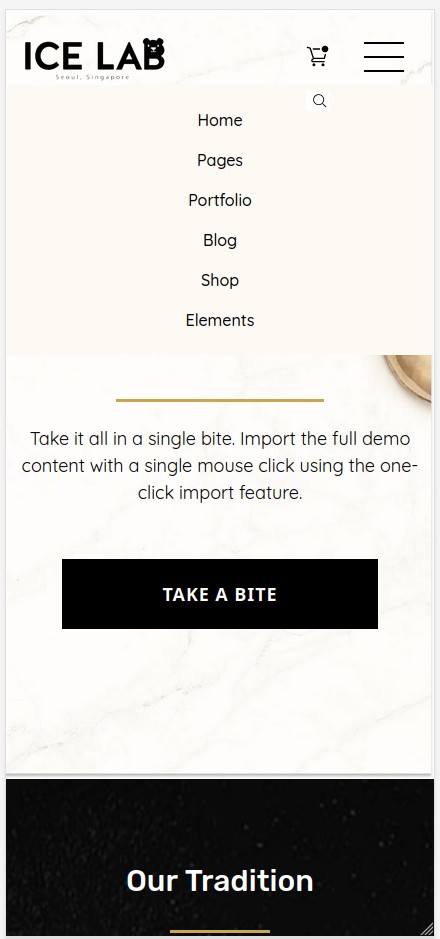 ICE LAB
Seoul, Singapore
Home
Pages
Portfolio
Blog
Shop
Elements
Take it all in a single bite. Import the full demo
content with a single mouse click using the one-
click import feature.
TAKE A BITE
Our Tradition